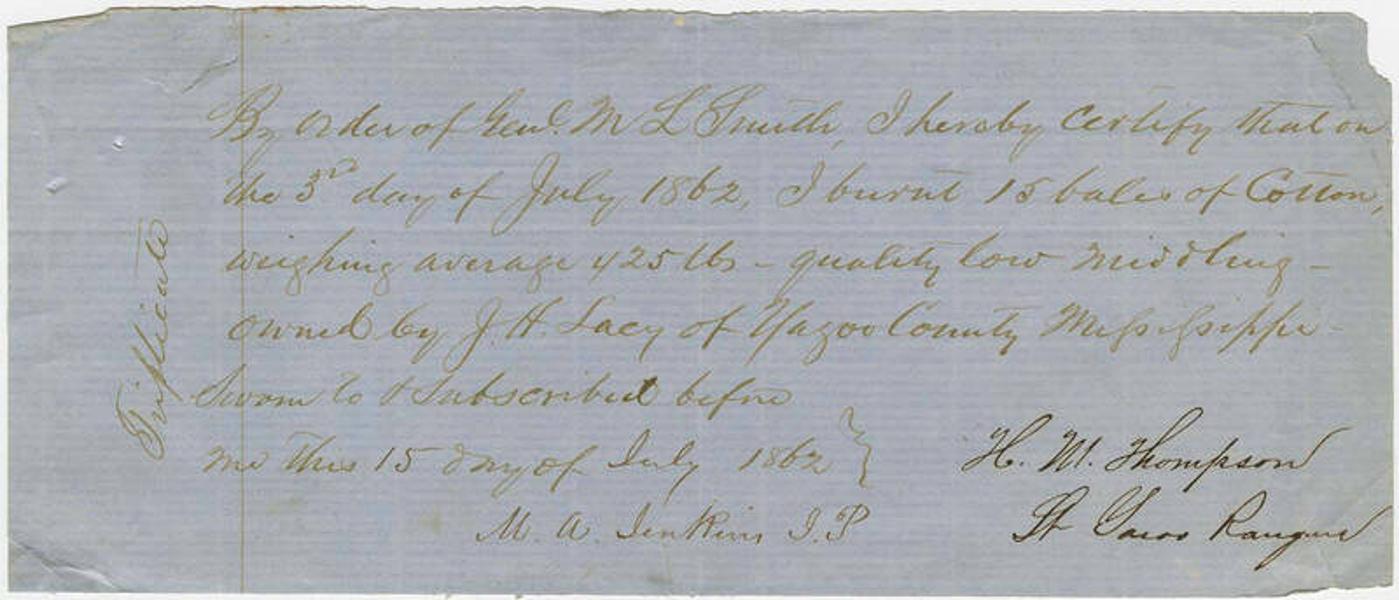 By Order of Genl. M L Smith, I hereby certify that on
the 3rd day of July 1862, I burnt 15 bales of Cotton,
weighing average 425 lbs - quality low middling -
owned by J. H. Lacy of Yazoo County Mississippi -
Sworn to & Subscribed before
me this 15 day of July 1862
M. A. Jenkins J. P
H. M. Thompson
Lt Yazoo Rangers
Triplicate